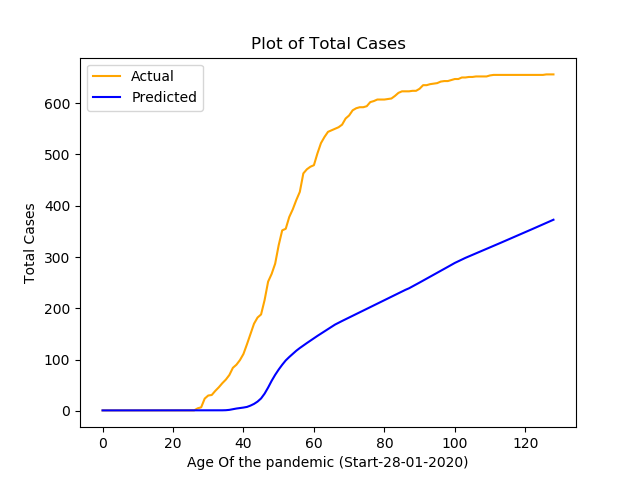 Plot of Total Cases
Actual
Predicted
600
500
400
300
200
100
0
Total Cases
0 20 40 60 80 100 120
Age Of the pandemic (Start-28-01-2020)